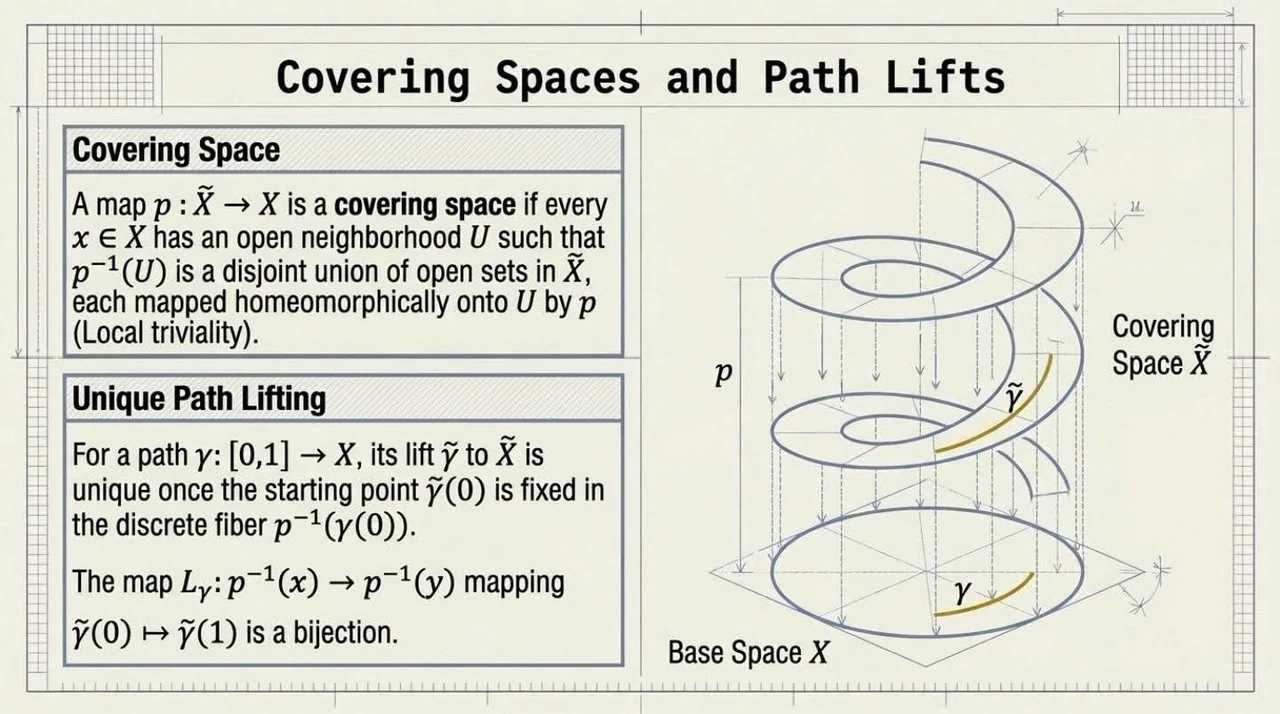 Covering Spaces and Path Lifts
Covering Space
A map p : X̃ → X is a covering space if every
x ∈ X has an open neighborhood U such that
p⁻¹(U) is a disjoint union of open sets in X̃,
each mapped homeomorphically onto U by p
(Local triviality).
Unique Path Lifting
For a path γ: [0,1] → X, its lift γ̃ to X̃ is
unique once the starting point γ̃(0) is fixed in
the discrete fiber p⁻¹(γ(0)).
The map Lᵧ: p⁻¹(x) → p⁻¹(y) mapping
γ̃(0) ↦ γ̃(1) is a bijection.
p
γ̃
Covering
Space X̃
γ
Base Space X